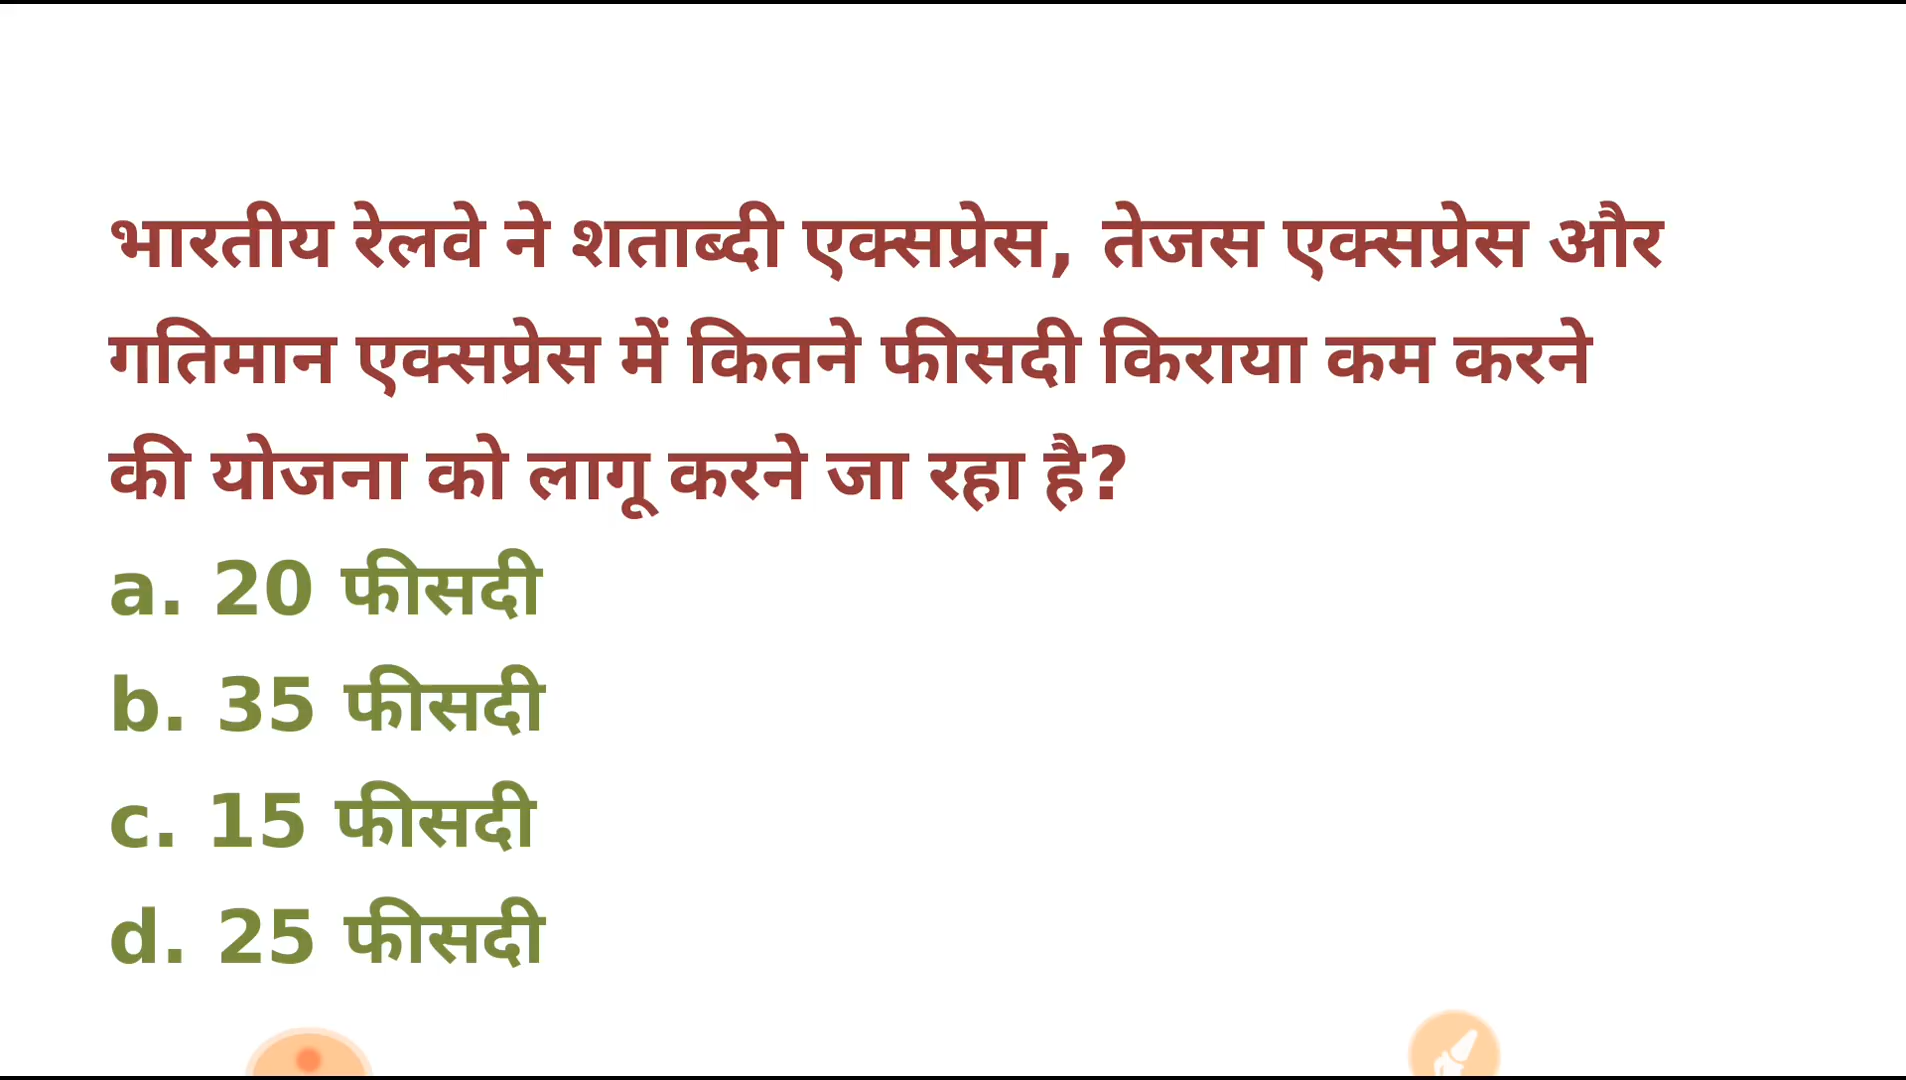 भारतीय रेलवे ने शताब्दी एक्सप्रेस, तेजस एक्सप्रेस और
गतिमान एक्सप्रेस में कितने फीसदी किराया कम करने
की योजना को लागू करने जा रहा है?
a. 20 फीसदी
b. 35 फीसदी
c. 15 फीसदी
d. 25 फीसदी